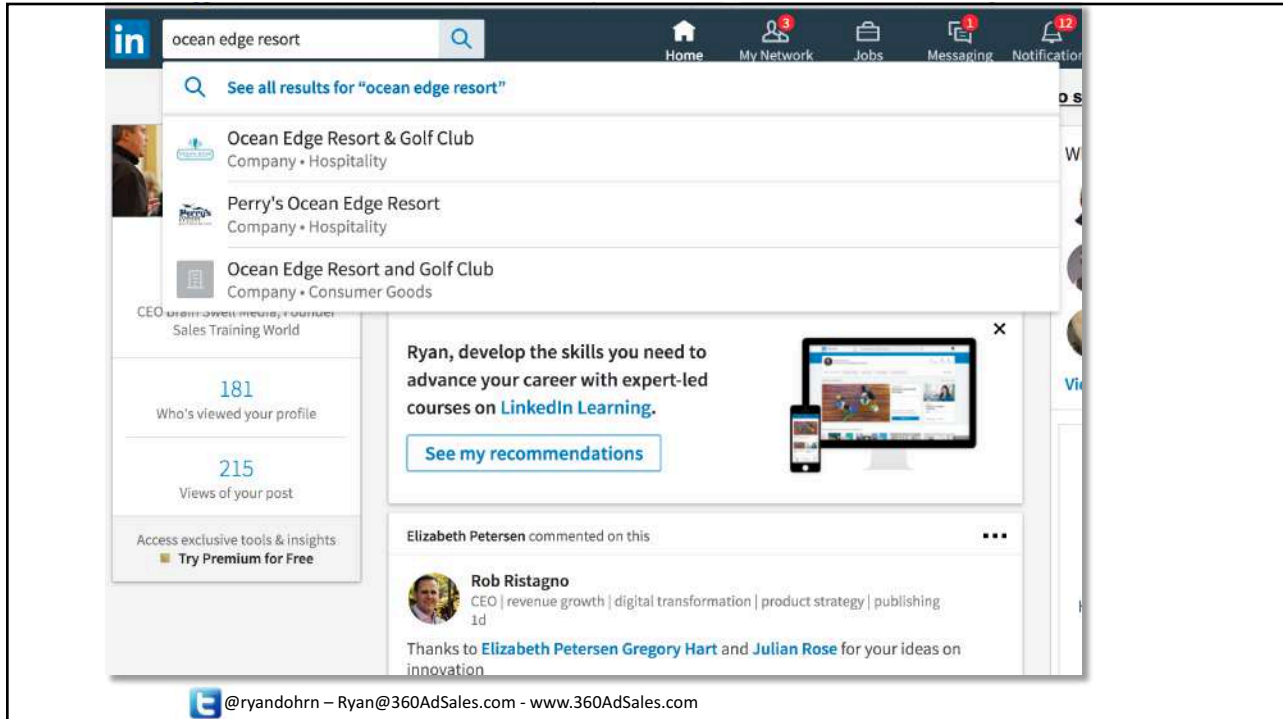 in
ocean edge resort
Home
3
My Network
Jobs
1
Messaging
12
Notification
See all results for “ocean edge resort”
Ocean Edge Resort & Golf Club
Company • Hospitality
Perry's Ocean Edge Resort
Company • Hospitality
Ocean Edge Resort and Golf Club
Company • Consumer Goods
CEO Brain Swell Media, Founder
Sales Training World
181
Who's viewed your profile
215
Views of your post
Access exclusive tools & insights
Try Premium for Free
Ryan, develop the skills you need to
advance your career with expert-led
courses on LinkedIn Learning.
See my recommendations
Elizabeth Petersen commented on this
Rob Ristagno
CEO | revenue growth | digital transformation | product strategy | publishing
1d
Thanks to Elizabeth Petersen Gregory Hart and Julian Rose for your ideas on
innovation
@ryandohrn – Ryan@360AdSales.com - www.360AdSales.com